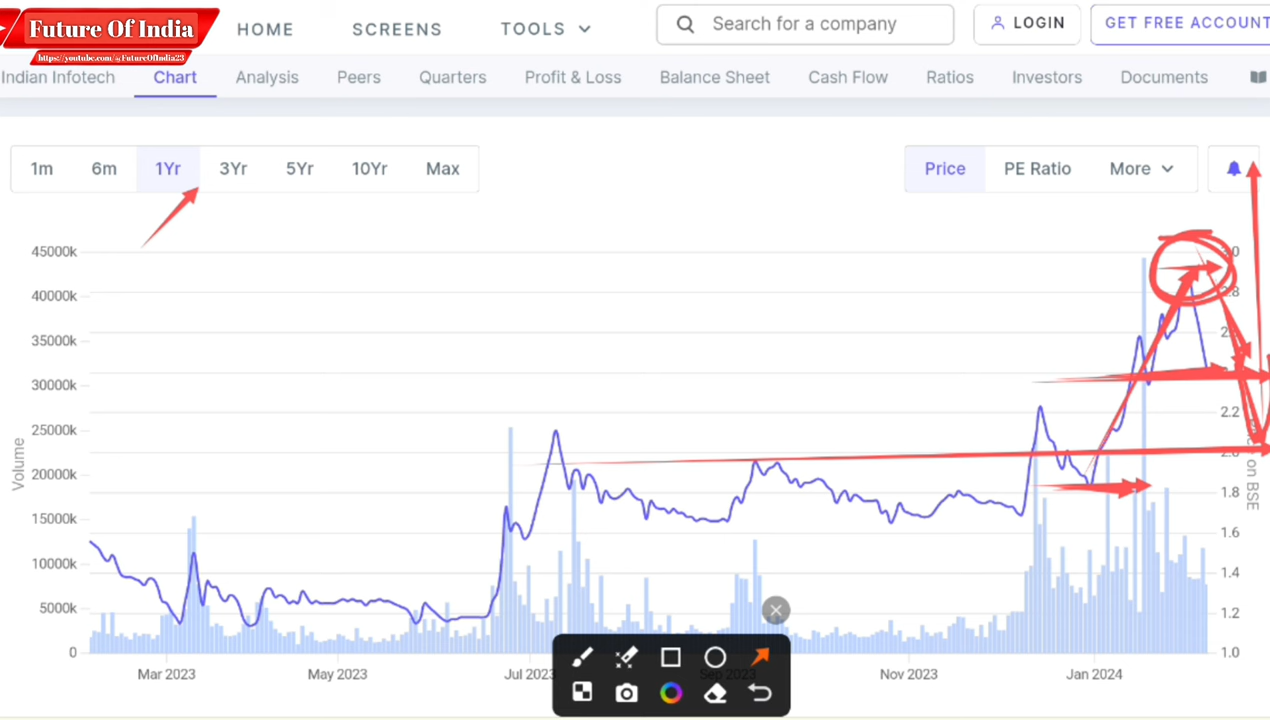 Future Of India
https://youtube.com/@FutureOfIndia23
HOME SCREENS TOOLS Search for a company LOGIN GET FREE ACCOUNT
Indian Infotech Chart Analysis Peers Quarters Profit & Loss Balance Sheet Cash Flow Ratios Investors Documents
1m 6m 1Yr 3Yr 5Yr 10Yr Max Price PE Ratio More
45000k
40000k
35000k
30000k
25000k
20000k
15000k
10000k
5000k
0
Volume
2.2
1.8
1.6
1.4
1.2
1.0
on BSE
Mar 2023 May 2023 Jul 2023 Sep 2023 Nov 2023 Jan 2024